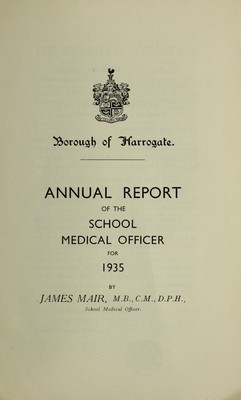 Borough of Harrogate.
ANNUAL REPORT
OF THE
SCHOOL
MEDICAL OFFICER
FOR
1935
BY
JAMES MAIR, M.B., C.M., D.P.H.,
School Medical Officer.